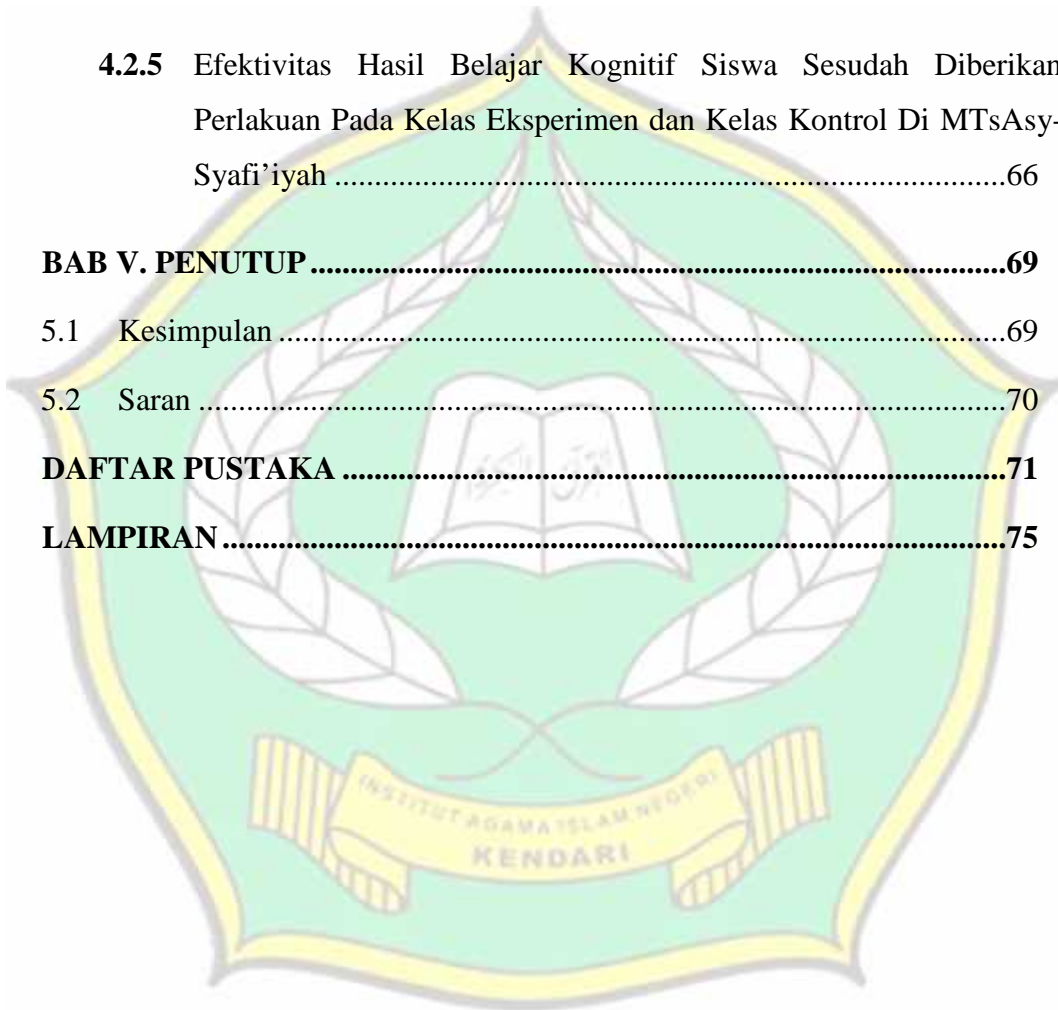 4.2.5 Efektivitas Hasil Belajar Kognitif Siswa Sesudah Diberikan
Perlakuan Pada Kelas Eksperimen dan Kelas Kontrol Di MTsAsy-
Syafi’iyah ........................................................................66
BAB V. PENUTUP ........................................................................69
5.1 Kesimpulan ........................................................................69
5.2 Saran ........................................................................70
DAFTAR PUSTAKA ........................................................................71
LAMPIRAN ........................................................................75
INSTITUT AGAMA ISLAM NEGERI
KENDARI